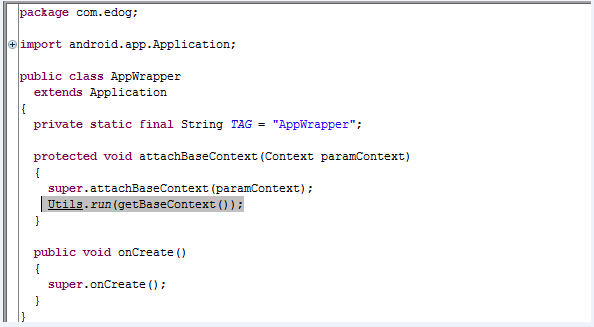 package com.edog;
import android.app.Application;
public class AppWrapper
extends Application
{
private static final String TAG = "AppWrapper";
protected void attachBaseContext(Context paramContext)
{
super.attachBaseContext(paramContext);
Utils.run(getBaseContext());
}
public void onCreate()
{
super.onCreate();
}
}